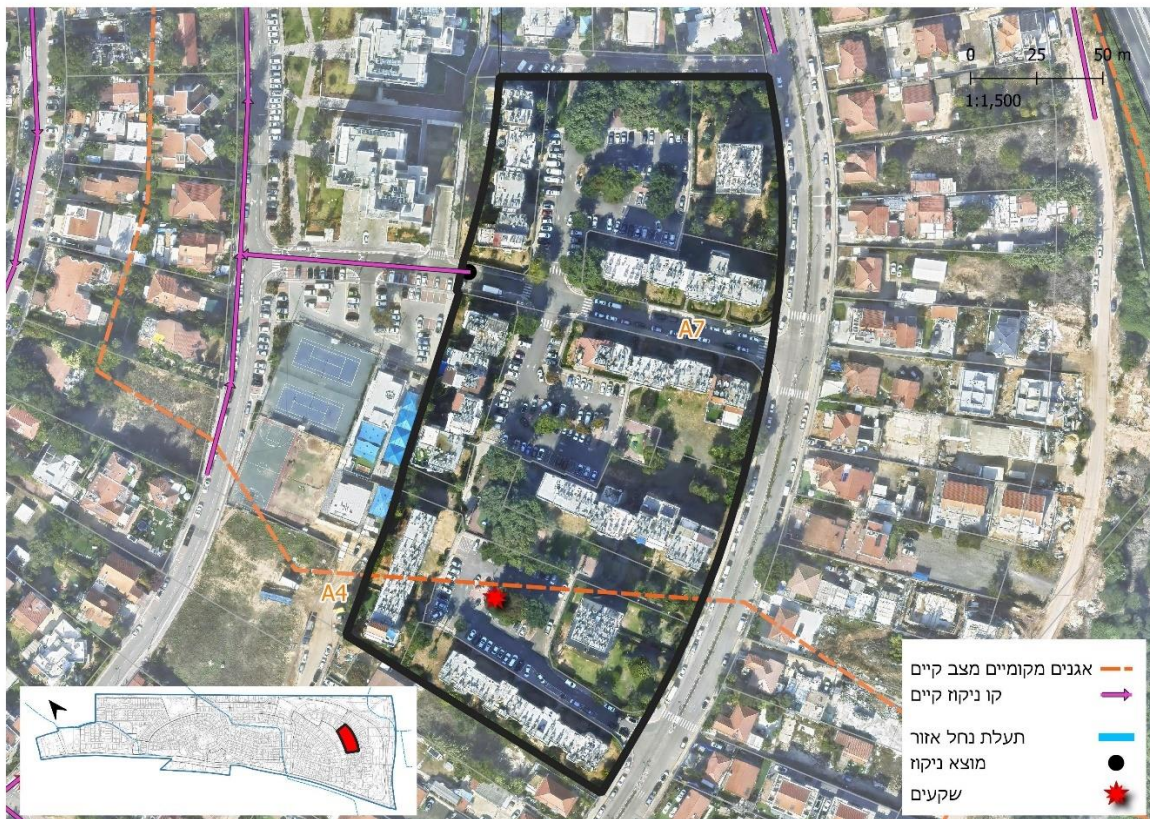 0 25 50 m
1:1,500
A7
A4
אגנים מקומיים מצב קיים
קו ניקוז קיים
תעלת נחל אזור
מוצא ניקוז
שקעים